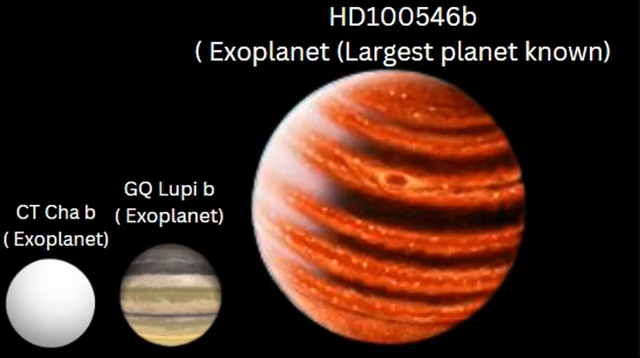 HD100546b
( Exoplanet (Largest planet known)
GQ Lupi b
( Exoplanet)
CT Cha b
( Exoplanet)